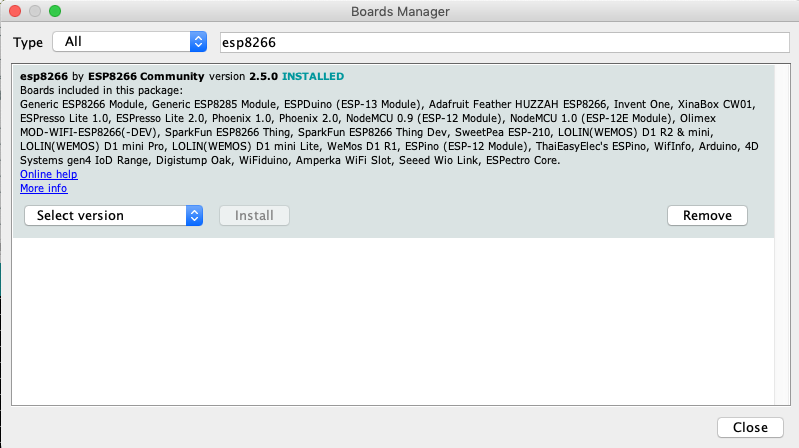 Boards Manager
Type All esp8266
esp8266 by ESP8266 Community version 2.5.0 INSTALLED
Boards included in this package:
Generic ESP8266 Module, Generic ESP8285 Module, ESPDuino (ESP-13 Module), Adafruit Feather HUZZAH ESP8266, Invent One, XinaBox CW01,
ESPresso Lite 1.0, ESPresso Lite 2.0, Phoenix 1.0, Phoenix 2.0, NodeMCU 0.9 (ESP-12 Module), NodeMCU 1.0 (ESP-12E Module), Olimex
MOD-WIFI-ESP8266(-DEV), SparkFun ESP8266 Thing, SparkFun ESP8266 Thing Dev, SweetPea ESP-210, LOLIN(WEMOS) D1 R2 & mini,
LOLIN(WEMOS) D1 mini Pro, LOLIN(WEMOS) D1 mini Lite, WeMos D1 R1, ESPino (ESP-12 Module), ThaiEasyElec's ESPino, WifInfo, Arduino, 4D
Systems gen4 IoD Range, Digistump Oak, WiFiduino, Amperka WiFi Slot, Seeed Wio Link, ESPectro Core.
Online help
More info
Select version Install Remove
Close